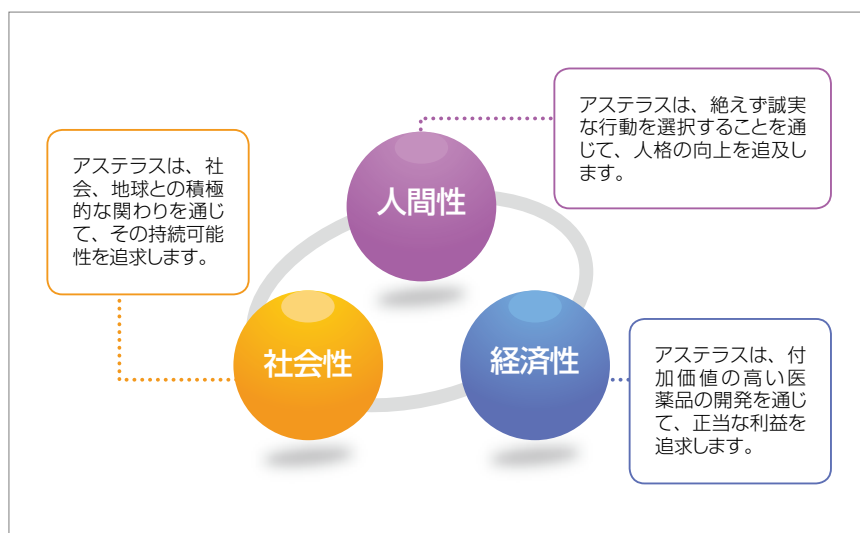 アステラスは、絶えず誠実
な行動を選択することを通
じて、人格の向上を追及し
ます。
人間性
アステラスは、社
会、地球との積極
的な関わりを通じ
て、その持続可能
性を追求します。
社会性
経済性
アステラスは、付
加価値の高い医
薬品の開発を通じ
て、正当な利益を
追求します。